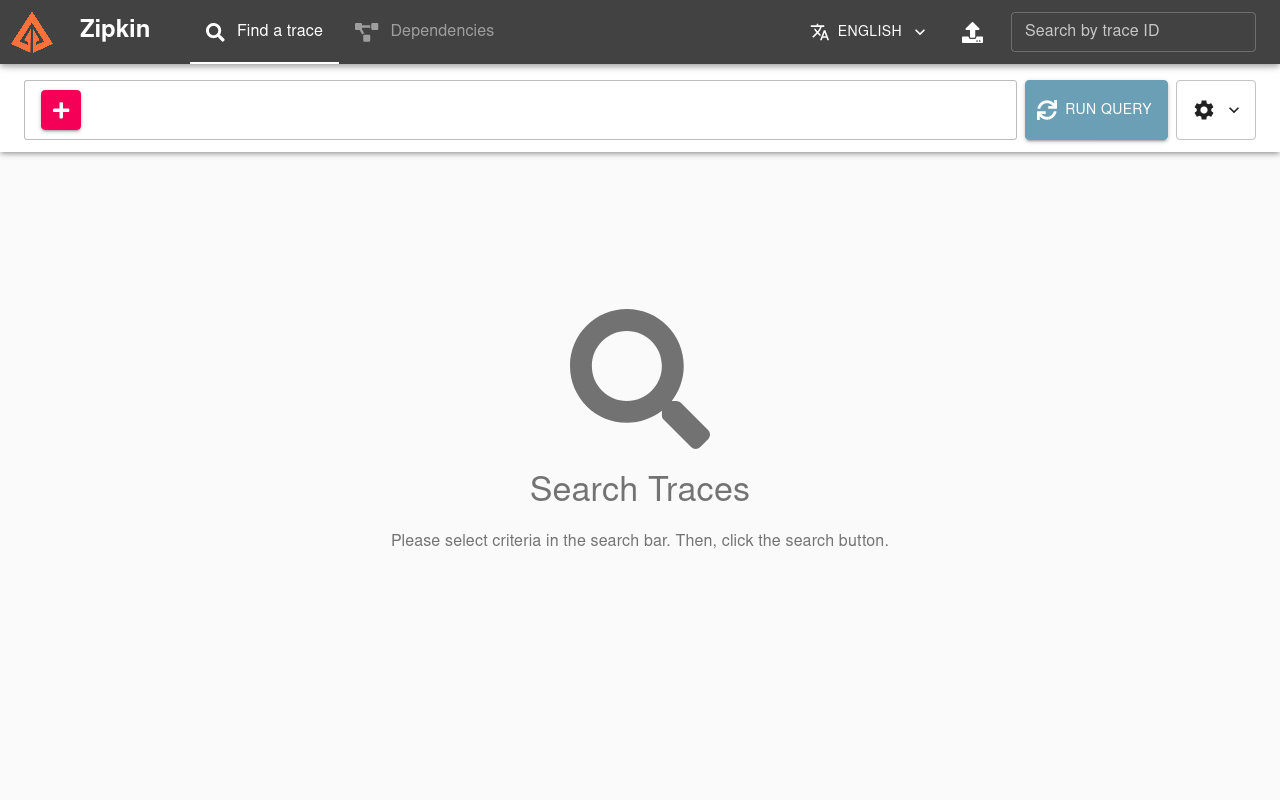 Zipkin
Find a trace
Dependencies
ENGLISH
Search by trace ID
RUN QUERY
Search Traces
Please select criteria in the search bar. Then, click the search button.